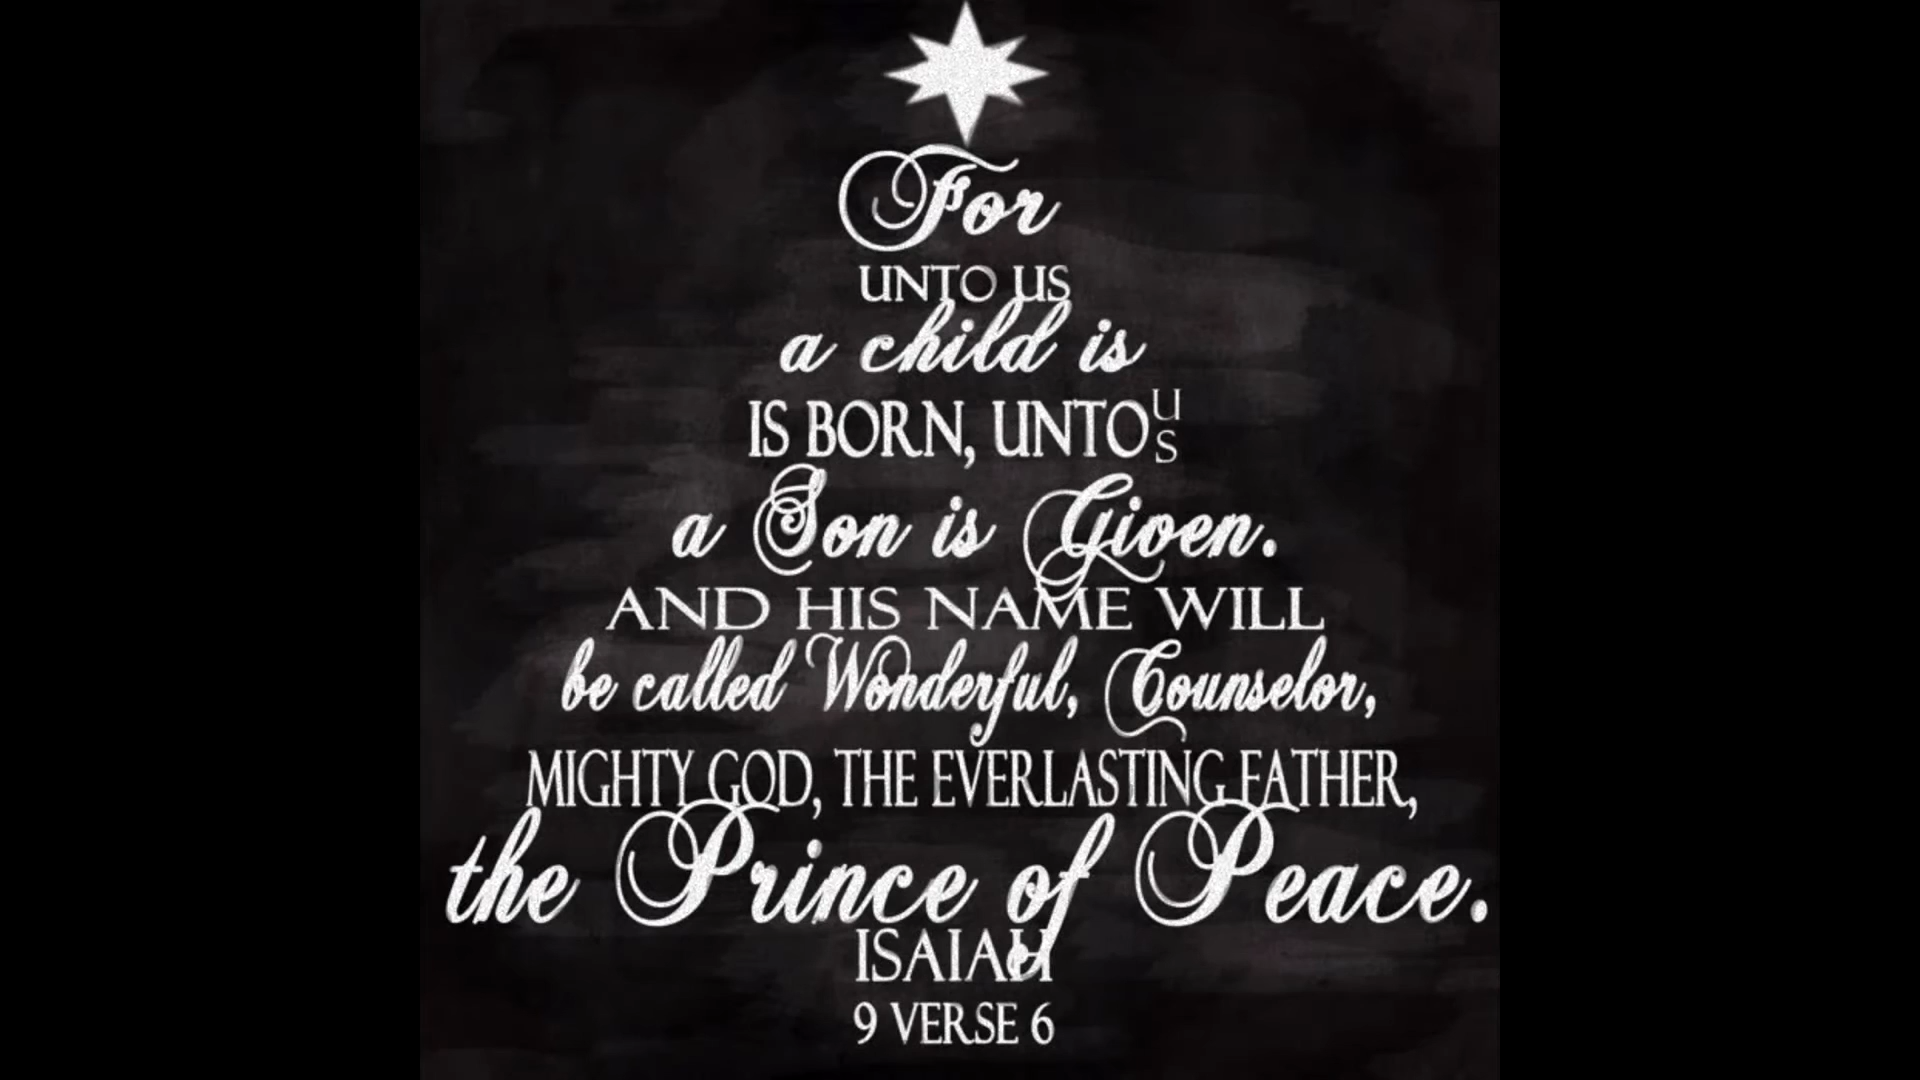 For
UNTO US
a child is
IS BORN, UNTO US
a Son is Given.
AND HIS NAME WILL
be called Wonderful, Counselor,
MIGHTY GOD, THE EVERLASTING FATHER,
the Prince of Peace.
ISAIAH
9 VERSE 6